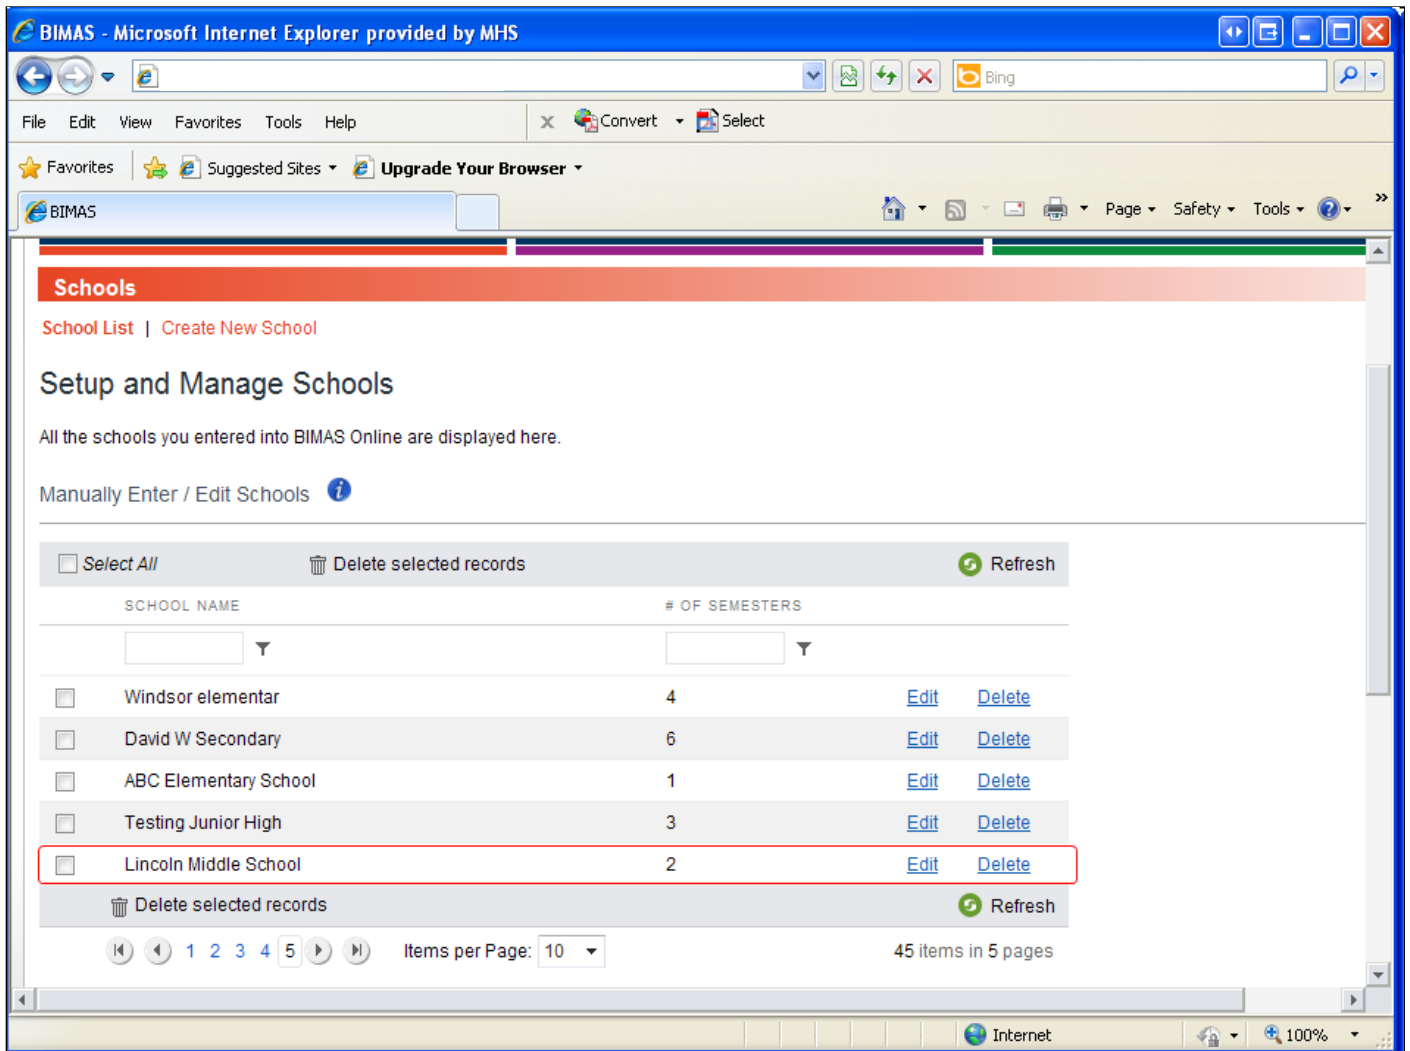 BIMAS - Microsoft Internet Explorer provided by MHS
Bing
File Edit View Favorites Tools Help x Convert Select
Favorites Suggested Sites Upgrade Your Browser
BIMAS Page Safety Tools »
Schools
School List | Create New School
Setup and Manage Schools
All the schools you entered into BIMAS Online are displayed here.
Manually Enter / Edit Schools i
Select All Delete selected records Refresh
SCHOOL NAME # OF SEMESTERS
Windsor elementar 4 Edit Delete
David W Secondary 6 Edit Delete
ABC Elementary School 1 Edit Delete
Testing Junior High 3 Edit Delete
Lincoln Middle School 2 Edit Delete
Delete selected records Refresh
1 2 3 4 5 Items per Page: 10 45 items in 5 pages
Internet 100%